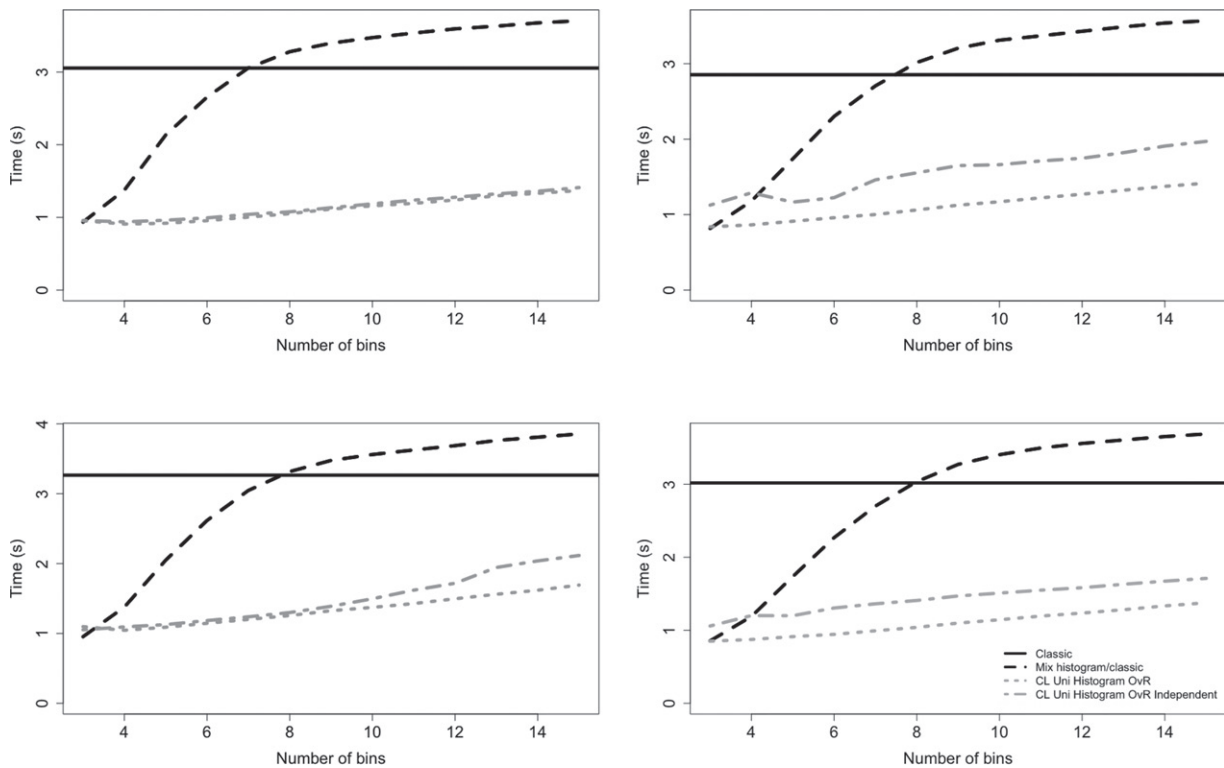 3
2
1
0
Time (s)
4 6 8 10 12 14
Number of bins
3
2
1
0
Time (s)
4 6 8 10 12 14
Number of bins
4
3
2
1
0
Time (s)
4 6 8 10 12 14
Number of bins
3
2
1
0
Time (s)
Classic
Mix histogram/classic
CL Uni Histogram OvR
CL Uni Histogram OvR Independent
4 6 8 10 12 14
Number of bins